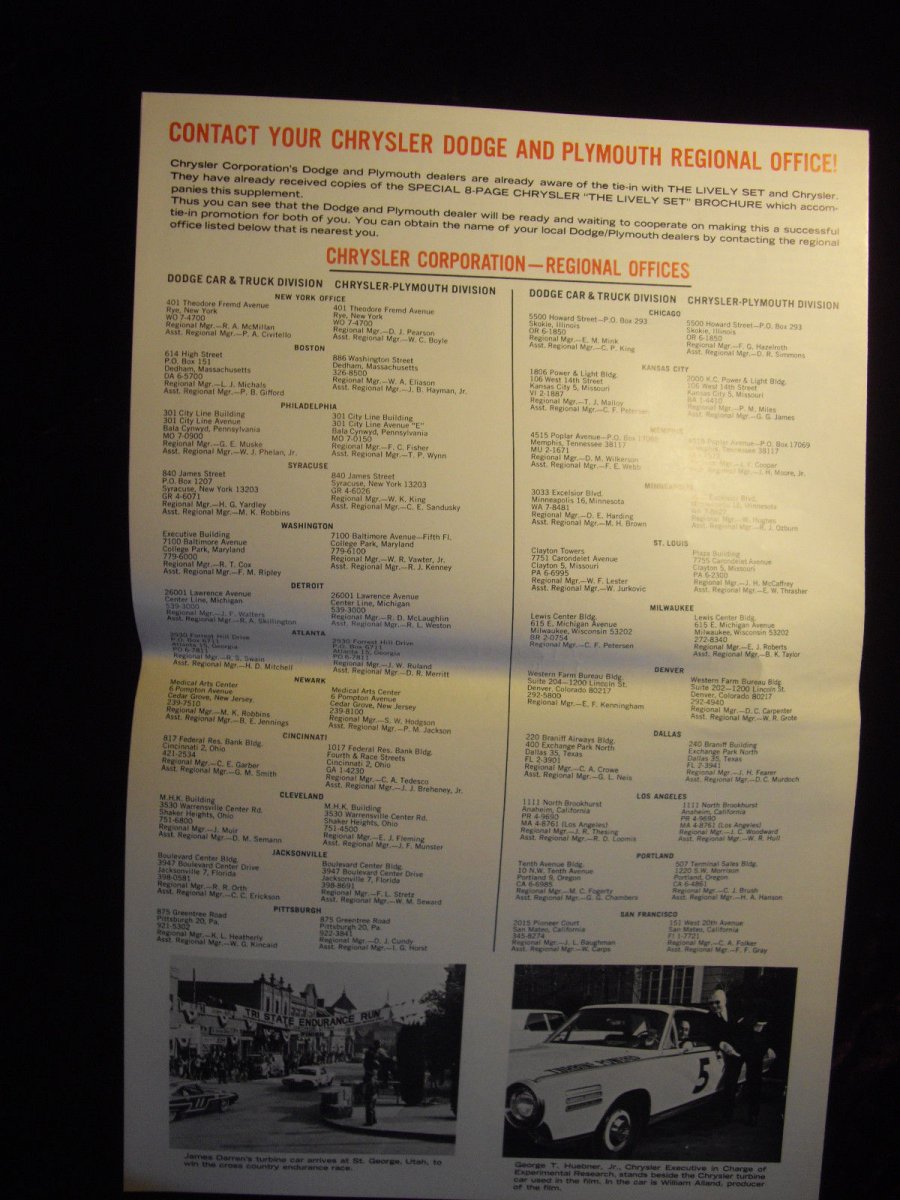 CONTACT YOUR CHRYSLER DODGE AND PLYMOUTH REGIONAL OFFICE!
Chrysler Corporation's Dodge and Plymouth dealers are already aware of the tie-in with THE LIVELY SET and Chrysler.
They have already received copies of the SPECIAL 8-PAGE CHRYSLER "THE LIVELY SET" BROCHURE which accom-
panies this supplement.
Thus you can see that the Dodge and Plymouth dealer will be ready and waiting to cooperate on making this a successful
tie-in promotion for both of you. You can obtain the name of your local Dodge/Plymouth dealers by contacting the regional
office listed below that is nearest you.
CHRYSLER CORPORATION—REGIONAL OFFICES
DODGE CAR & TRUCK DIVISION CHRYSLER-PLYMOUTH DIVISION
NEW YORK OFFICE
401 Theodore Fremd Avenue
Rye, New York
WO 7-4700
Regional Mgr.—R. A. McMillan
Asst. Regional Mgr.—P. A. Civitello
401 Theodore Fremd Avenue
Rye, New York
WO 7-4700
Regional Mgr.—D. J. Pearson
Asst. Regional Mgr.—W. C. Boyle
BOSTON
614 High Street
P.O. Box 151
Dedham, Massachusetts
DA 6-5700
Regional Mgr.—L. J. Michals
Asst. Regional Mgr.—P. B. Gifford
886 Washington Street
Dedham, Massachusetts
326-8500
Regional Mgr.—W. A. Eliason
Asst. Regional Mgr.—J. B. Hayman, Jr.
PHILADELPHIA
301 City Line Building
301 City Line Avenue
Bala Cynwyd, Pennsylvania
MO 7-0900
Regional Mgr.—G. E. Muske
Asst. Regional Mgr.—W. J. Phelan, Jr.
301 City Line Building
301 City Line Avenue "E"
Bala Cynwyd, Pennsylvania
MO 7-0150
Regional Mgr.—F. C. Fisher
Asst. Regional Mgr.—T. P. Wynn
SYRACUSE
840 James Street
P.O. Box 1207
Syracuse, New York 13203
GR 4-6071
Regional Mgr.—H. G. Yardley
Asst. Regional Mgr.—M. K. Robbins
840 James Street
Syracuse, New York 13203
GR 4-6026
Regional Mgr.—W. K. King
Asst. Regional Mgr.—C. E. Sandusky
WASHINGTON
Executive Building
7100 Baltimore Avenue
College Park, Maryland
779-6000
Regional Mgr.—R. T. Cox
Asst. Regional Mgr.—F. M. Ripley
7100 Baltimore Avenue—Fifth Fl.
College Park, Maryland
779-6100
Regional Mgr.—W. R. Vawter, Jr.
Asst. Regional Mgr.—R. J. Kenney
DETROIT
26001 Lawrence Avenue
Center Line, Michigan
539-3000
Regional Mgr.—J. F. Walters
Asst. Regional Mgr.—R. A. Skillington
26001 Lawrence Avenue
Center Line, Michigan
539-3000
Regional Mgr.—R. D. McLaughlin
Asst. Regional Mgr.—R. L. Weston
ATLANTA
Forrest Hill Drive
P.O. Box 6711
Atlanta 15, Georgia
PO 6-7811
Regional Mgr.—R. S. Swain
Asst. Regional Mgr.—H. D. Mitchell
2930 Forrest Hill Drive
P.O. Box 6711
Atlanta 15, Georgia
PO 6-7811
Regional Mgr.—J. W. Ruland
Asst. Regional Mgr.—D. R. Merritt
NEWARK
Medical Arts Center
6 Pompton Avenue
Cedar Grove, New Jersey
239-7510
Regional Mgr.—M. K. Robbins
Asst. Regional Mgr.—B. E. Jennings
Medical Arts Center
6 Pompton Avenue
Cedar Grove, New Jersey
239-8100
Regional Mgr.—S. W. Hodgson
Asst. Regional Mgr.—P. M. Jackson
CINCINNATI
817 Federal Res. Bank Bldg.
Cincinnati 2, Ohio
421-2534
Regional Mgr.—C. E. Garber
Asst. Regional Mgr.—G. M. Smith
1017 Federal Res. Bank Bldg.
Fourth & Race Streets
Cincinnati 2, Ohio
GA 1-4230
Regional Mgr.—C. A. Tedesco
Asst. Regional Mgr.—J. J. Breheney, Jr.
CLEVELAND
M.H.K. Building
3530 Warrensville Center Rd.
Shaker Heights, Ohio
751-6800
Regional Mgr.—J. Muir
Asst. Regional Mgr.—D. M. Semann
M.H.K. Building
3530 Warrensville Center Rd.
Shaker Heights, Ohio
751-4500
Regional Mgr.—E. J. Fleming
Asst. Regional Mgr.—J. F. Munster
JACKSONVILLE
Boulevard Center Bldg.
3947 Boulevard Center Drive
Jacksonville 7, Florida
398-0581
Regional Mgr.—R. R. Orth
Asst. Regional Mgr.—C. C. Erickson
Boulevard Center Bldg.
3947 Boulevard Center Drive
Jacksonville 7, Florida
398-8691
Regional Mgr.—F. L. Stretz
Asst. Regional Mgr.—W. M. Seward
PITTSBURGH
875 Greentree Road
Pittsburgh 20, Pa.
921-5302
Regional Mgr.—K. L. Heatherly
Asst. Regional Mgr.—W. G. Kincaid
875 Greentree Road
Pittsburgh 20, Pa.
922-3841
Regional Mgr.—D. J. Cundy
Asst. Regional Mgr.—I. G. Horst
DODGE CAR & TRUCK DIVISION CHRYSLER-PLYMOUTH DIVISION
CHICAGO
5500 Howard Street—P.O. Box 293
Skokie, Illinois
OR 6-1850
Regional Mgr.—E. M. Mink
Asst. Regional Mgr.—C. P. King
5500 Howard Street—P.O. Box 293
Skokie, Illinois
OR 6-1850
Regional Mgr.—F. G. Hazelroth
Asst. Regional Mgr.—D. R. Simmons
KANSAS CITY
1806 Power & Light Bldg.
106 West 14th Street
Kansas City 5, Missouri
VI 2-1887
Regional Mgr.—T. J. Malloy
Asst. Regional Mgr.—C. F. Petersen
2000 K.C. Power & Light Bldg.
106 West 14th Street
Kansas City 5, Missouri
BA 1-4410
Regional Mgr.—P. M. Miles
Asst. Regional Mgr.—G. G. James
MEMPHIS
4515 Poplar Avenue—P.O. Box 17069
Memphis, Tennessee 38117
MU 2-1671
Regional Mgr.—D. M. Wilkerson
Asst. Regional Mgr.—F. E. Webb
4515 Poplar Avenue—P.O. Box 17069
Memphis, Tennessee 38117
Cooper
J. H. Moore, Jr.
MINNEAPOLIS
3033 Excelsior Blvd.
Minneapolis 16, Minnesota
WA 7-8481
Regional Mgr.—D. E. Harding
Asst. Regional Mgr.—M. H. Brown
Excelsior Blvd.
Minnesota
W. Hughes
R. J. Ozburn
ST. LOUIS
Clayton Towers
7751 Carondelet Avenue
Clayton 5, Missouri
PA 6-6995
Regional Mgr.—W. F. Lester
Asst. Regional Mgr.—W. Jurkovic
Plaza Building
7755 Carondelet Avenue
Clayton 5, Missouri
PA 6-2300
Regional Mgr.—J. H. McCaffrey
Asst. Regional Mgr.—E. W. Thrasher
MILWAUKEE
Lewis Center Bldg.
615 E. Michigan Avenue
Milwaukee, Wisconsin 53202
BR 2-0754
Regional Mgr.—C. F. Petersen
Lewis Center Bldg.
615 E. Michigan Avenue
Milwaukee, Wisconsin 53202
272-8340
Regional Mgr.—E. J. Roberts
Asst. Regional Mgr.—B. K. Taylor
DENVER
Western Farm Bureau Bldg.
Suite 204—1200 Lincoln St.
Denver, Colorado 80217
292-5800
Regional Mgr.—E. F. Kenningham
Western Farm Bureau Bldg.
Suite 202—1200 Lincoln St.
Denver, Colorado 80217
292-4940
Regional Mgr.—D. C. Carpenter
Asst. Regional Mgr.—W. R. Grote
DALLAS
220 Braniff Airways Bldg.
400 Exchange Park North
Dallas 35, Texas
FL 2-3901
Regional Mgr.—C. A. Crowe
Asst. Regional Mgr.—G. L. Neis
240 Braniff Building
Exchange Park North
Dallas 35, Texas
FL 2-3941
Regional Mgr.—J. H. Fearer
Asst. Regional Mgr.—D. C. Murdoch
LOS ANGELES
1111 North Brookhurst
Anaheim, California
PR 4-9690
MA 4-8761 (Los Angeles)
Regional Mgr.—J. R. Thesing
Asst. Regional Mgr.—R. D. Loomis
1111 North Brookhurst
Anaheim, California
PR 4-9690
MA 4-8761 (Los Angeles)
Regional Mgr.—J. C. Woodward
Asst. Regional Mgr.—W. R. Hull
PORTLAND
Tenth Avenue Bldg.
10 N.W. Tenth Avenue
Portland 9, Oregon
CA 6-6985
Regional Mgr.—M. C. Fogerty
Asst. Regional Mgr.—G. G. Chambers
507 Terminal Sales Bldg.
1220 S.W. Morrison
Portland, Oregon
CA 6-4861
Regional Mgr.—C. J. Brush
Asst. Regional Mgr.—H. A. Hanson
SAN FRANCISCO
2015 Pioneer Court
San Mateo, California
345-8274
Regional Mgr.—J. L. Baughman
Asst. Regional Mgr.—W. Carps
151 West 20th Avenue
San Mateo, California
FI 1-7721
Regional Mgr.—C. A. Folker
Asst. Regional Mgr.—F. F. Gray
TRI STATE ENDURANCE RUN
5
James Darren's turbine car arrives at St. George, Utah, to
win the cross country endurance race.
George T. Huebner, Jr., Chrysler Executive in Charge of
Experimental Research, stands beside the Chrysler turbine
car used in the film. In the car is William Alland, producer
of the film.